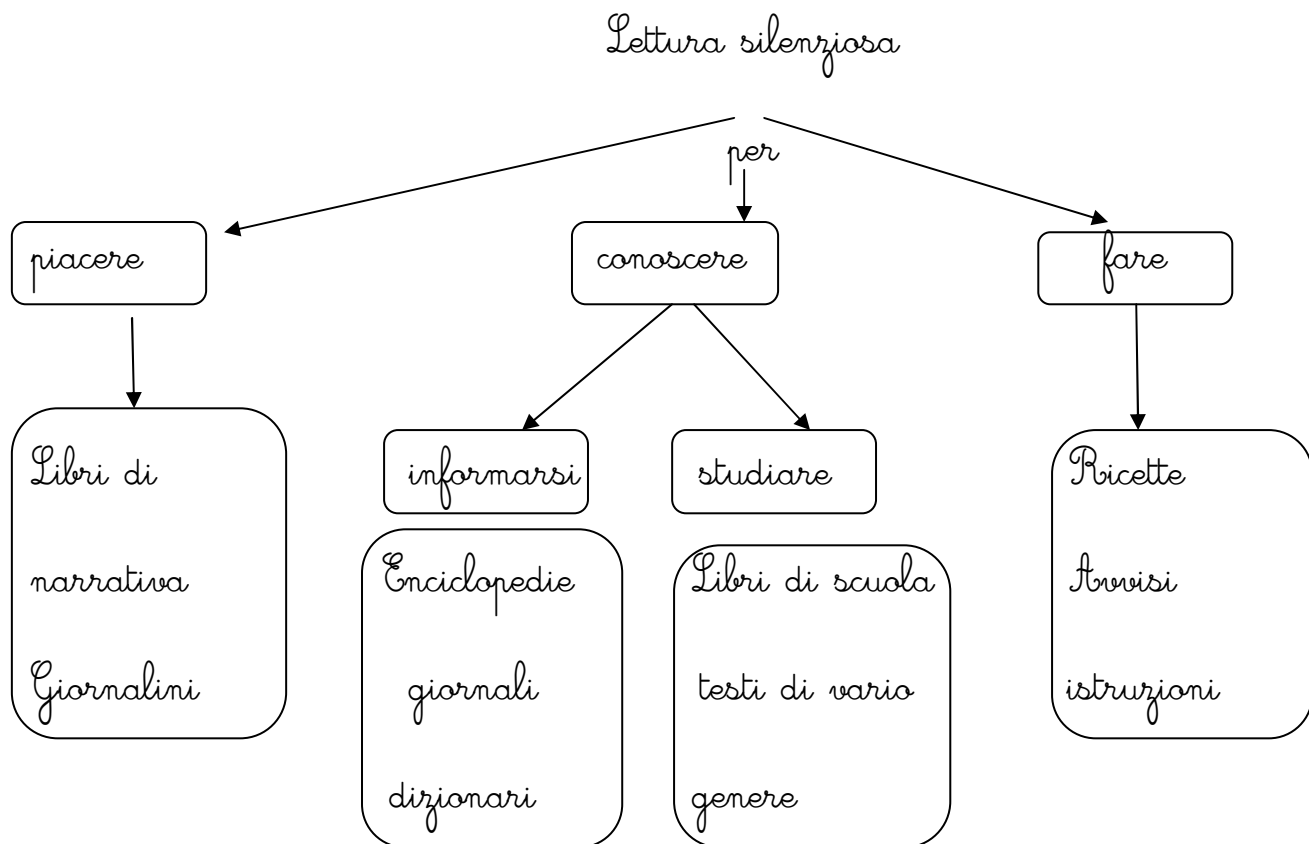 Lettura silenziosa
per
piacere
conoscere
fare
Libri di
narrativa
Giornalini
informarsi
studiare
Enciclopedie
giornali
dizionari
Libri di scuola
testi di vario
genere
Ricette
Avvisi
istruzioni